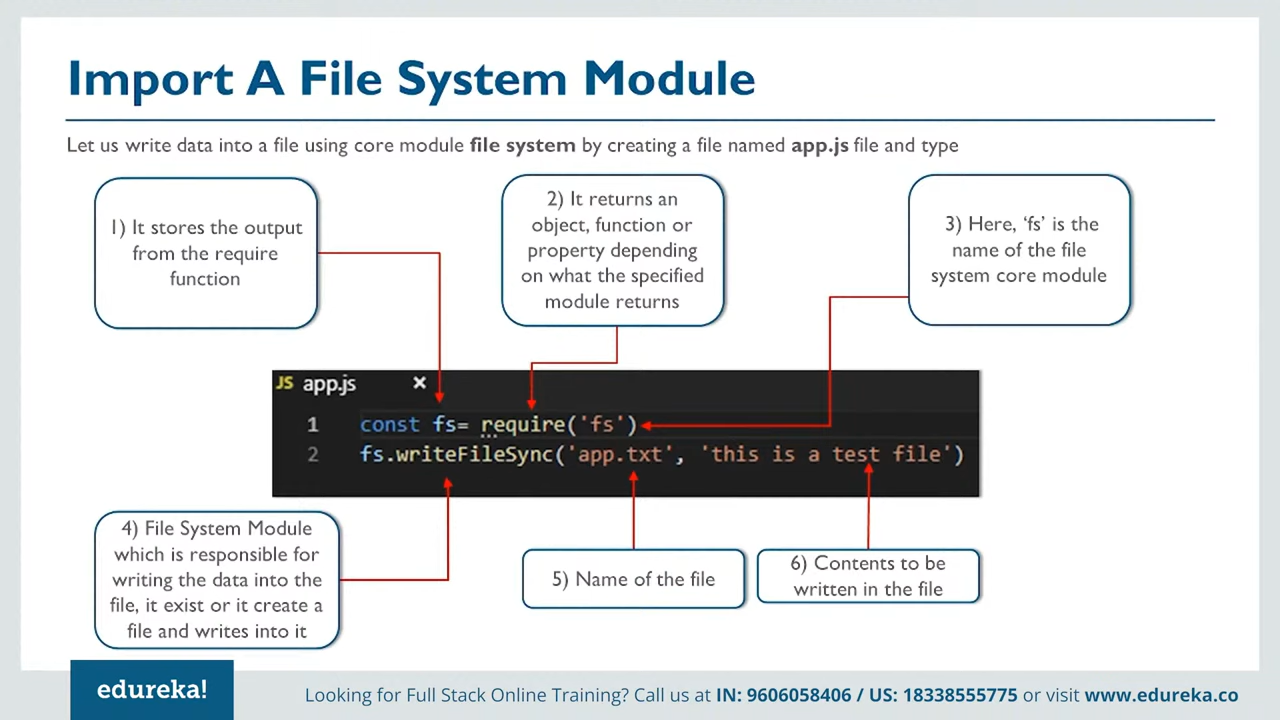 Import A File System Module
Let us write data into a file using core module file system by creating a file named app.js file and type
1) It stores the output
from the require
function
2) It returns an
object, function or
property depending
on what the specified
module returns
3) Here, ‘fs’ is the
name of the file
system core module
JS app.js ×
1 const fs= require('fs')
2 fs.writeFileSync('app.txt', 'this is a test file')
4) File System Module
which is responsible for
writing the data into the
file, it exist or it create a
file and writes into it
5) Name of the file
6) Contents to be
written in the file
edureka!
Looking for Full Stack Online Training? Call us at IN: 9606058406 / US: 18338555775 or visit www.edureka.co